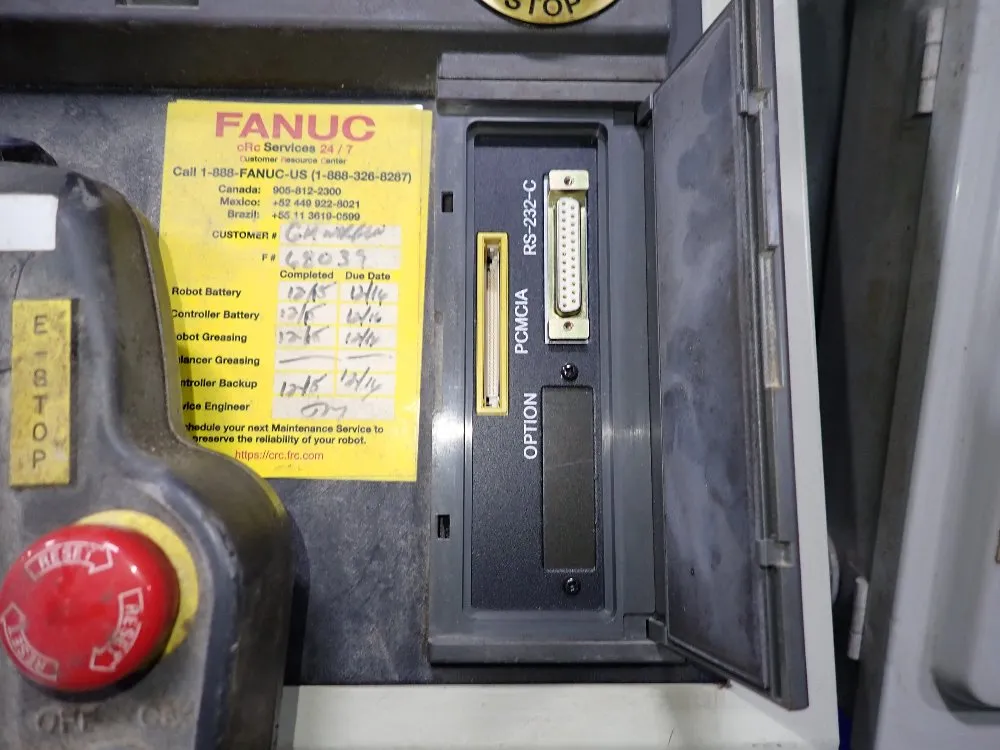 STOP
FANUC
cRc Services 24 / 7
Customer Resource Center
Call 1-888-FANUC-US (1-888-326-8287)
Canada: 905-812-2300
Mexico: +52 449 922-8021
Brazil: +55 11 3619-0599
CUSTOMER #
F# 68039
Completed Due Date
Robot Battery 12/15 12/16
Controller Battery 12/15 12/16
obot Greasing 12/15 12/16
lancer Greasing
ntroller Backup 12/15 12/16
vice Engineer
chedule your next Maintenance Service to
preserve the reliability of your robot.
https://crc.frc.com
RS-232-C
PCMCIA
OPTION
E-STOP
RESET
RESET
RESET
OFF ON